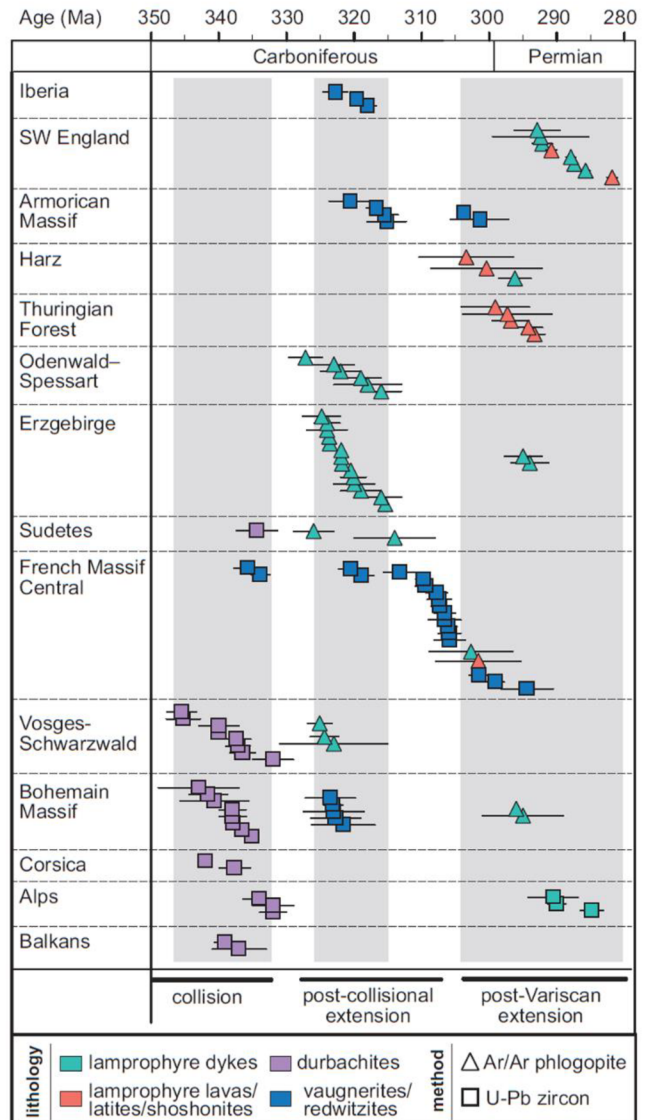 Age (Ma) 350 340 330 320 310 300 290 280
Carboniferous Permian
Iberia
SW England
Armorican
Massif
Harz
Thuringian
Forest
Odenwald–
Spessart
Erzgebirge
Sudetes
French Massif
Central
Vosges-
Schwarzwald
Bohemain
Massif
Corsica
Alps
Balkans
collision post-collisional post-Variscan
extension extension
lithology
lamprophyre dykes durbachites
lamprophyre lavas/ vaugnerites/
latites/shoshonites redwitzites
method
Ar/Ar phlogopite
U-Pb zircon